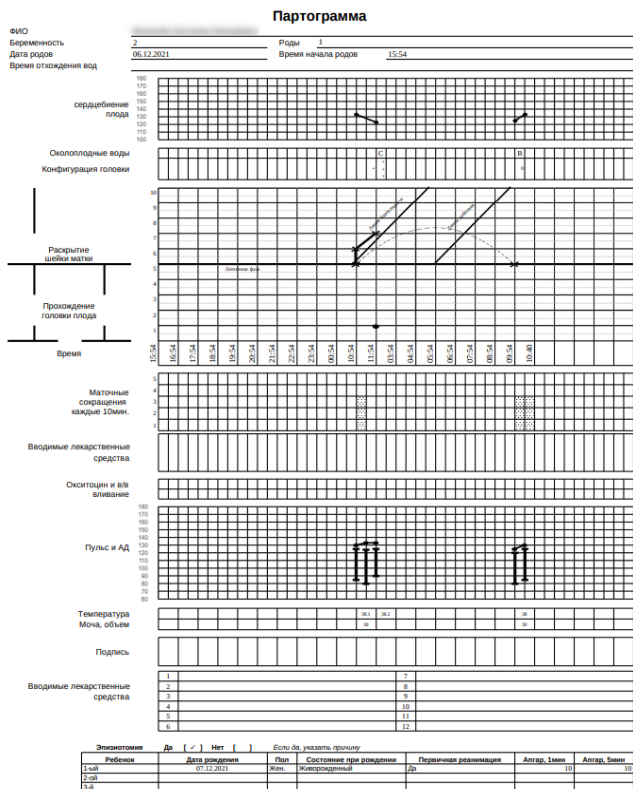 Партограмма
ФИО
Беременность 2 Роды 1
Дата родов 06.12.2021 Время начала родов 15:54
Время отхождения вод
сердцебиение плода
180
170
160
150
140
130
120
110
100
Околоплодные воды С В
Конфигурация головки 0
Раскрытие шейки матки
Прохождение головки плода
10
9
8
7
6
5
4
3
2
1
Латентная фаза
Время 15:54 16:54 17:54 18:54 19:54 20:54 21:54 22:54 23:54 00:54 10:54 11:54 03:54 04:54 05:54 06:54 07:54 08:54 09:54 10:40
Маточные сокращения каждые 10мин.
5
4
3
2
1
Вводимые лекарственные средства
Окситоцин и в/в вливание
Пульс и АД
180
170
160
150
140
130
120
110
100
90
80
70
60
Температура 38.1 38.2 38
Моча, объем 30 30
Подпись
Вводимые лекарственные средства
1 7
2 8
3 9
4 10
5 11
6 12
Эпизиотомия Да [ ✓ ] Нет [ ] Если да, указать причину
Ребенок Дата рождения Пол Состояние при рождении Первичная реанимация Апгар, 1мин Апгар, 5мин
1-ый 07.12.2021 Жен. Живорожденный Да 10 10
2-ой
3-й